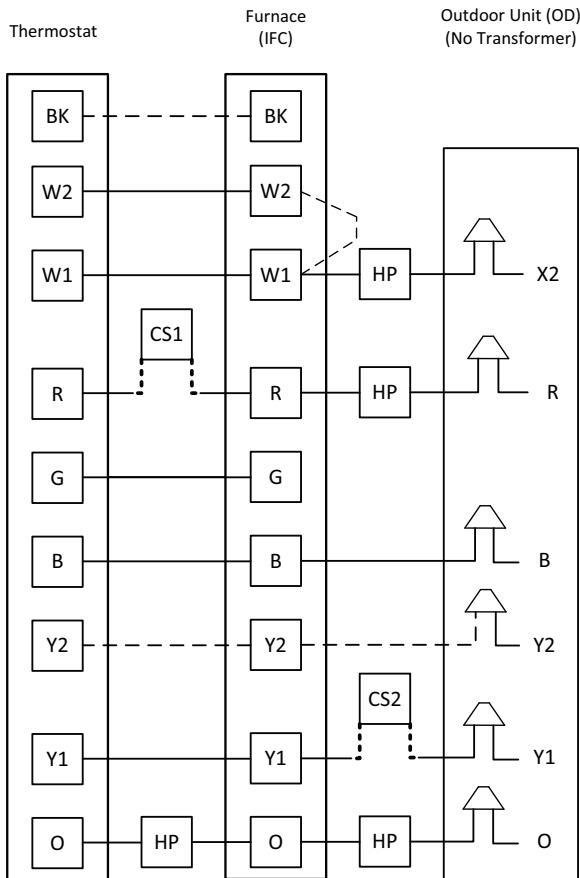 Thermostat
Furnace
(IFC)
Outdoor Unit (OD)
(No Transformer)
BK BK
W2 W2
W1 W1 HP X2
CS1
R R HP R
G G
B B B
Y2 Y2 Y2
CS2
Y1 Y1 Y1
O HP O HP O